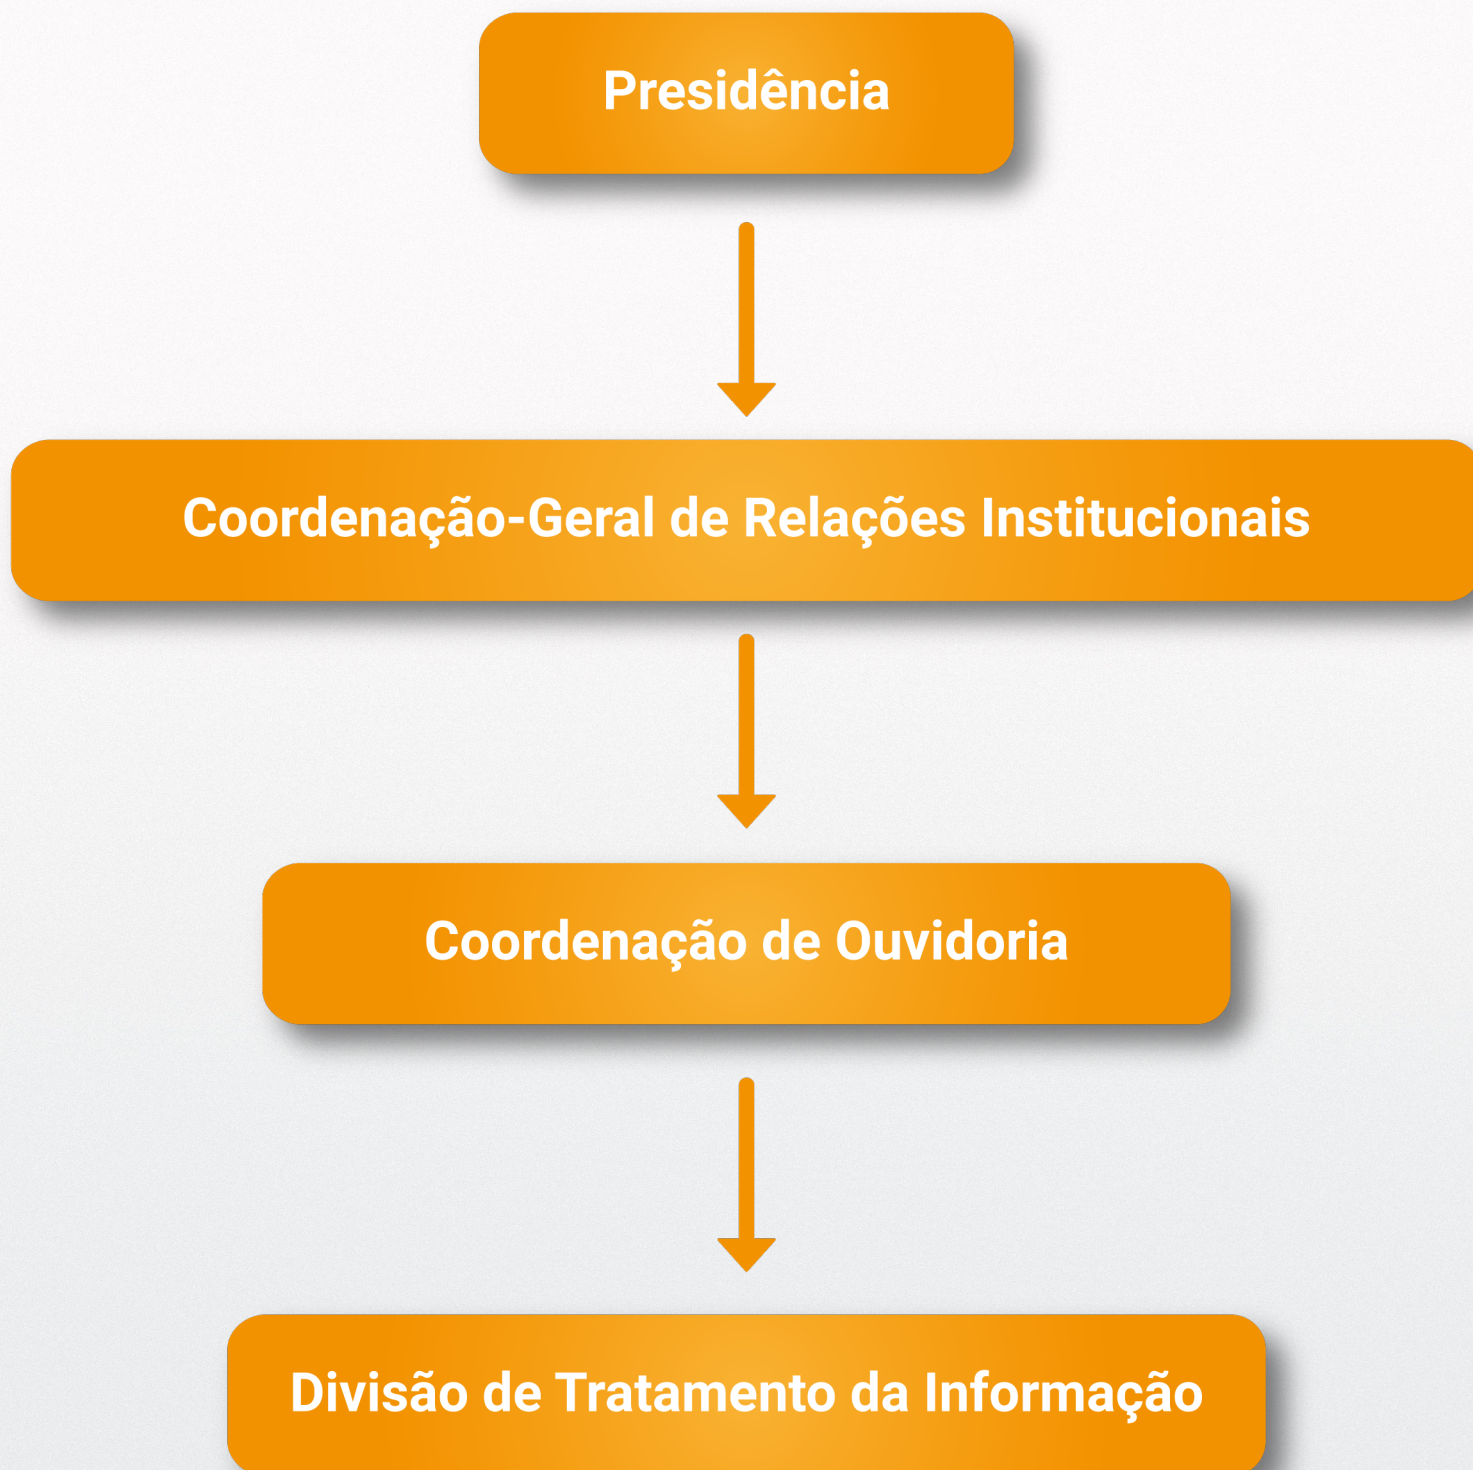 Presidência
Coordenação-Geral de Relações Institucionais
Coordenação de Ouvidoria
Divisão de Tratamento da Informação